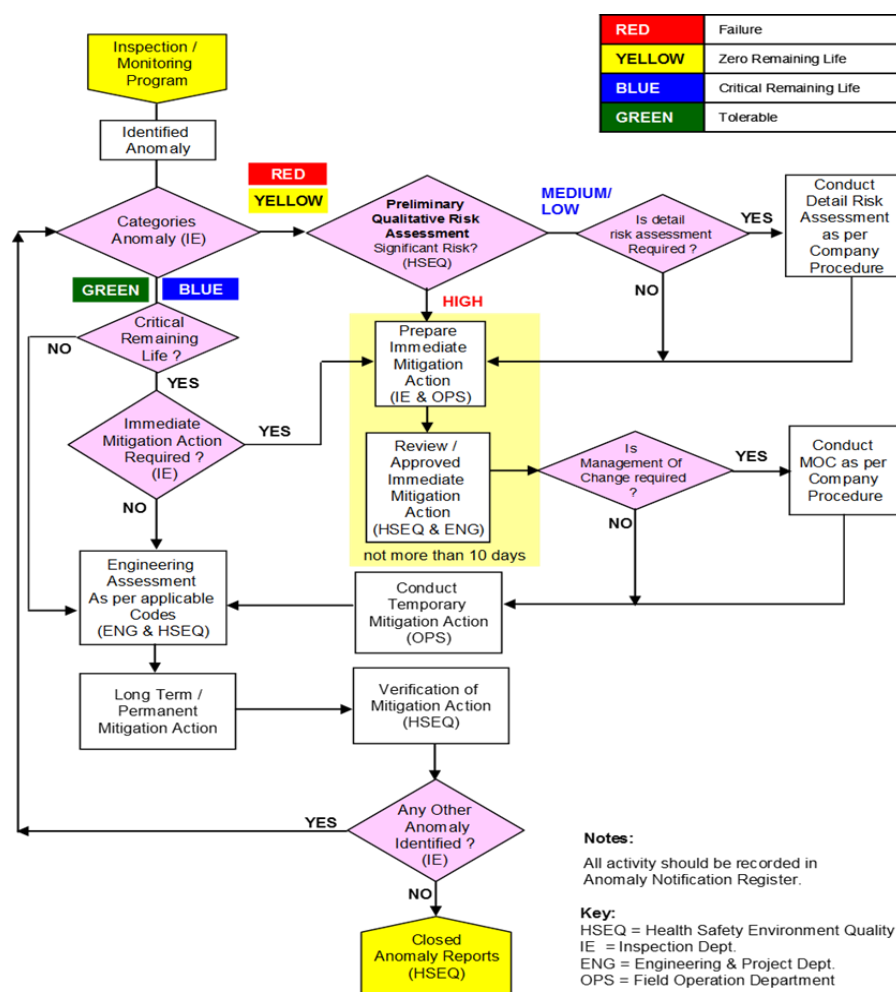 RED Failure
YELLOW Zero Remaining Life
BLUE Critical Remaining Life
GREEN Tolerable
Inspection /
Monitoring
Program
Identified
Anomaly
Categories
Anomaly (IE)
RED
YELLOW
Preliminary
Qualitative Risk
Assessment
Significant Risk?
(HSEQ)
MEDIUM/
LOW
Is detail
risk assessment
Required ?
YES
Conduct
Detail Risk
Assessment
as per
Company
Procedure
NO
HIGH
GREEN
BLUE
Critical
Remaining
Life ?
NO
YES
Immediate
Mitigation Action
Required ?
(IE)
YES
NO
Prepare
Immediate
Mitigation
Action
(IE & OPS)
Review /
Approved
Immediate
Mitigation
Action
(HSEQ & ENG)
not more than 10 days
Is
Management Of
Change required
?
YES
Conduct
MOC as per
Company
Procedure
NO
Conduct
Temporary
Mitigation Action
(OPS)
Engineering
Assessment
As per applicable
Codes
(ENG & HSEQ)
Long Term /
Permanent
Mitigation Action
Verification of
Mitigation Action
(HSEQ)
Any Other
Anomaly
Identified ?
(IE)
YES
NO
Closed
Anomaly Reports
(HSEQ)
Notes:
All activity should be recorded in
Anomaly Notification Register.
Key:
HSEQ = Health Safety Environment Quality
IE = Inspection Dept.
ENG = Engineering & Project Dept.
OPS = Field Operation Department